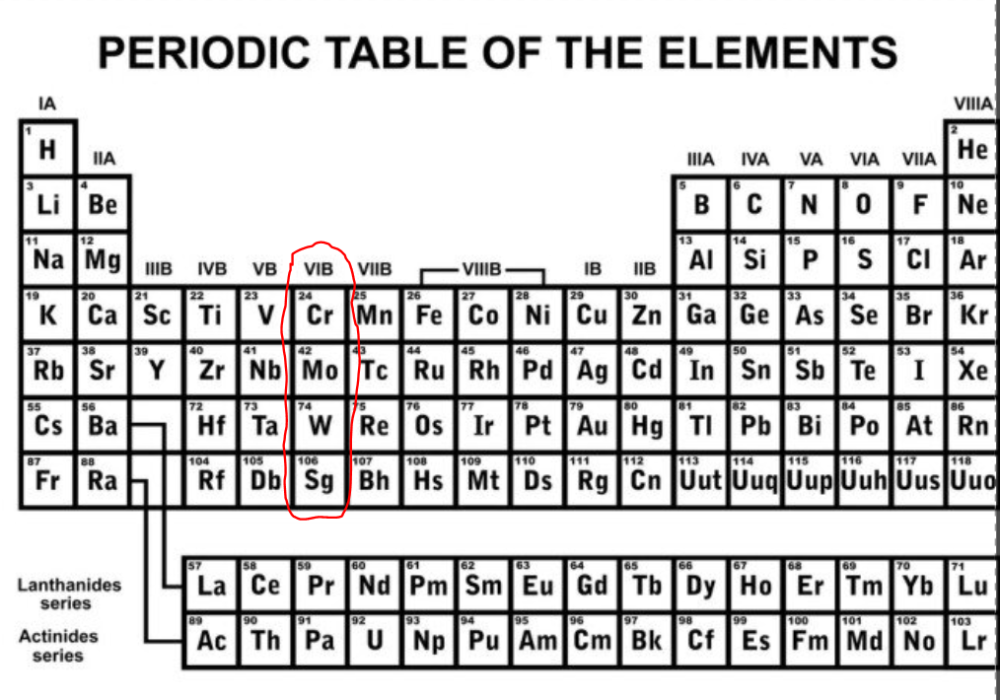 PERIODIC TABLE OF THE ELEMENTS
IA VIIIA
1 2
H He
IIA IIIA IVA VA VIA VIIA
3 4 5 6 7 8 9 10
Li Be B C N O F Ne
11 12 13 14 15 16 17 18
Na Mg Al Si P S Cl Ar
IIIB IVB VB VIB VIIB VIIIB IB IIB
19 20 21 22 23 24 25 26 27 28 29 30 31 32 33 34 35 36
K Ca Sc Ti V Cr Mn Fe Co Ni Cu Zn Ga Ge As Se Br Kr
37 38 39 40 41 42 43 44 45 46 47 48 49 50 51 52 53 54
Rb Sr Y Zr Nb Mo Tc Ru Rh Pd Ag Cd In Sn Sb Te I Xe
55 56 72 73 74 75 76 77 78 79 80 81 82 83 84 85 86
Cs Ba Hf Ta W Re Os Ir Pt Au Hg Tl Pb Bi Po At Rn
87 88 104 105 106 107 108 109 110 111 112 113 114 115 116 117 118
Fr Ra Rf Db Sg Bh Hs Mt Ds Rg Cn Uut Uuq Uup Uuh Uus Uuo
57 58 59 60 61 62 63 64 65 66 67 68 69 70 71
La Ce Pr Nd Pm Sm Eu Gd Tb Dy Ho Er Tm Yb Lu
Lanthanides
series
89 90 91 92 93 94 95 96 97 98 99 100 101 102 103
Ac Th Pa U Np Pu Am Cm Bk Cf Es Fm Md No Lr
Actinides
series